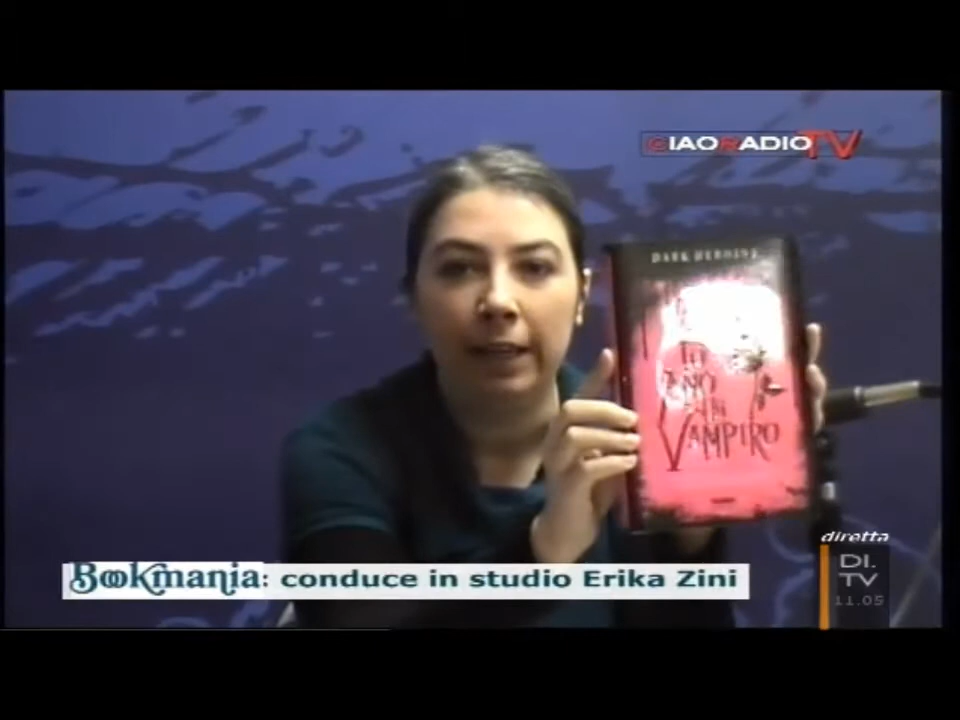 CIAORADIOTV
DARK HEROINE
VAMPIRO
diretta
DI.
TV
11.05
Bookmania: conduce in studio Erika Zini